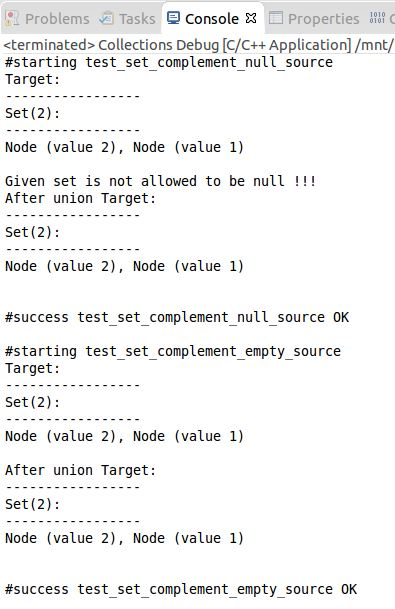 Problems Tasks Console Properties
<terminated> Collections Debug [C/C++ Application] /mnt/
#starting test_set_complement_null_source
Target:
-----------------
Set(2):
-----------------
Node (value 2), Node (value 1)
Given set is not allowed to be null !!!
After union Target:
-----------------
Set(2):
-----------------
Node (value 2), Node (value 1)
#success test_set_complement_null_source OK
#starting test_set_complement_empty_source
Target:
-----------------
Set(2):
-----------------
Node (value 2), Node (value 1)
After union Target:
-----------------
Set(2):
-----------------
Node (value 2), Node (value 1)
#success test_set_complement_empty_source OK